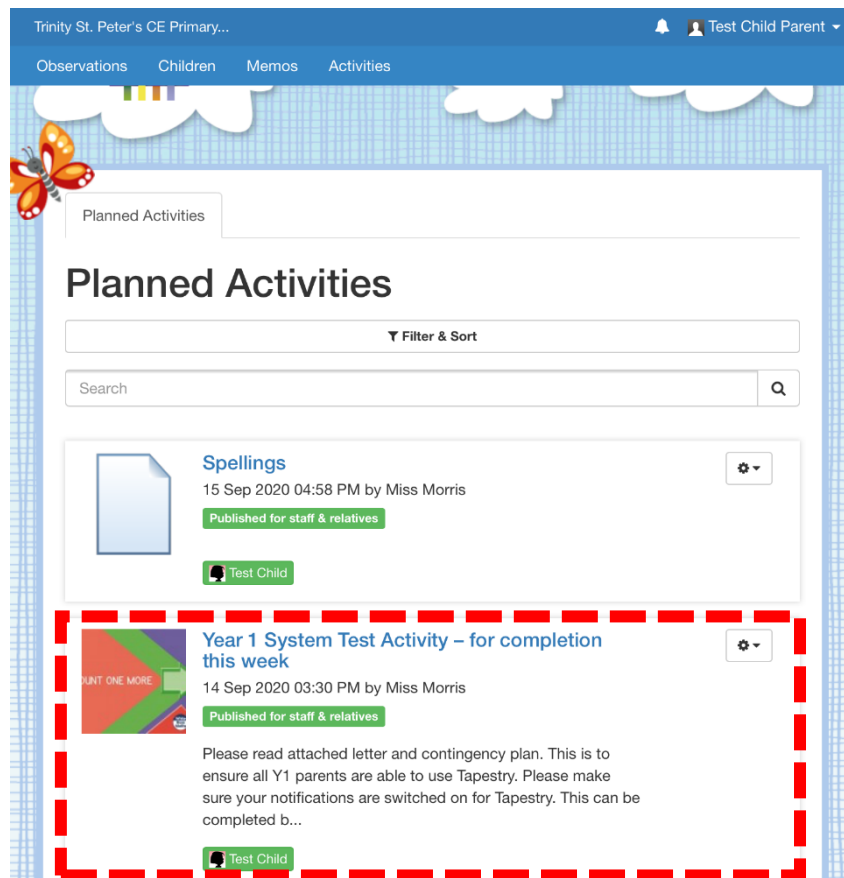 Trinity St. Peter's CE Primary...
Test Child Parent
Observations Children Memos Activities
Planned Activities
Planned Activities
Filter & Sort
Search
Spellings
15 Sep 2020 04:58 PM by Miss Morris
Published for staff & relatives
Test Child
Year 1 System Test Activity – for completion
this week
OUNT ONE MORE
14 Sep 2020 03:30 PM by Miss Morris
Published for staff & relatives
Please read attached letter and contingency plan. This is to
ensure all Y1 parents are able to use Tapestry. Please make
sure your notifications are switched on for Tapestry. This can be
completed b...
Test Child